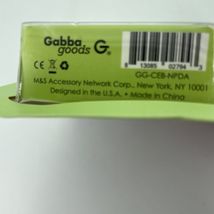 Gabba goods G
8 13085 02794 3
GG-CEB-NPDA
M&S Accessory Network Corp., New York, NY 10001
Designed in the U.S.A. • Made in China